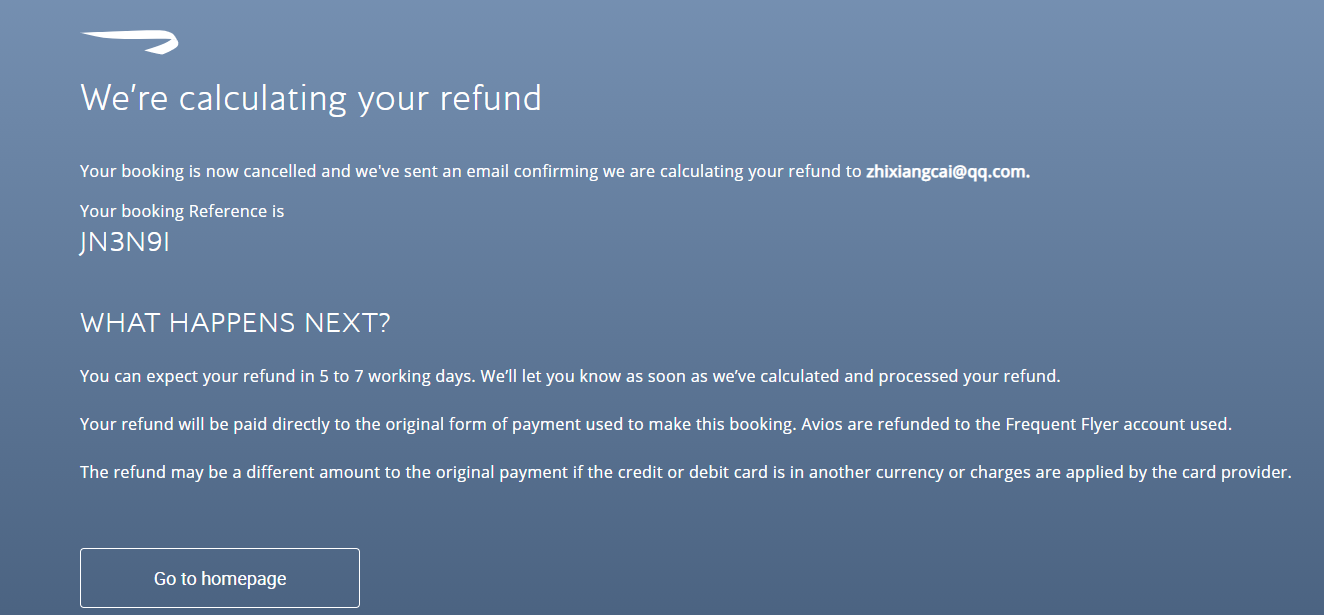 We're calculating your refund
Your booking is now cancelled and we've sent an email confirming we are calculating your refund to zhixiangcai@qq.com.
Your booking Reference is
JN3N9I
WHAT HAPPENS NEXT?
You can expect your refund in 5 to 7 working days. We’ll let you know as soon as we’ve calculated and processed your refund.
Your refund will be paid directly to the original form of payment used to make this booking. Avios are refunded to the Frequent Flyer account used.
The refund may be a different amount to the original payment if the credit or debit card is in another currency or charges are applied by the card provider.
Go to homepage